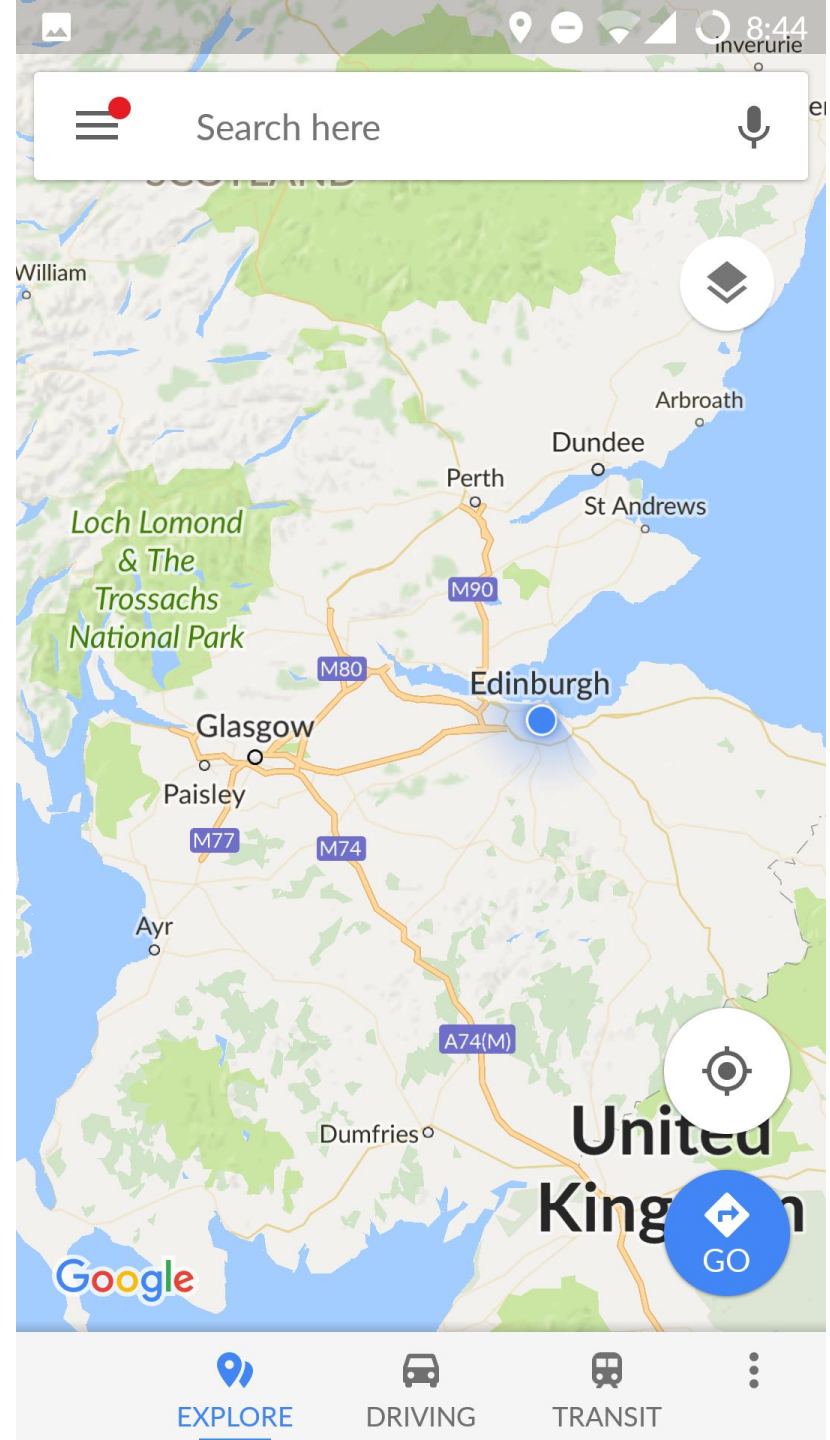 8:44
Inverurie
Search here
SCOTLAND
William
Arbroath
Dundee
Perth
St Andrews
Loch Lomond
& The
Trossachs
National Park
M90
M80
Edinburgh
Glasgow
Paisley
M77
M74
Ayr
A74(M)
Dumfries
United
Kingdom
GO
Google
EXPLORE
DRIVING
TRANSIT